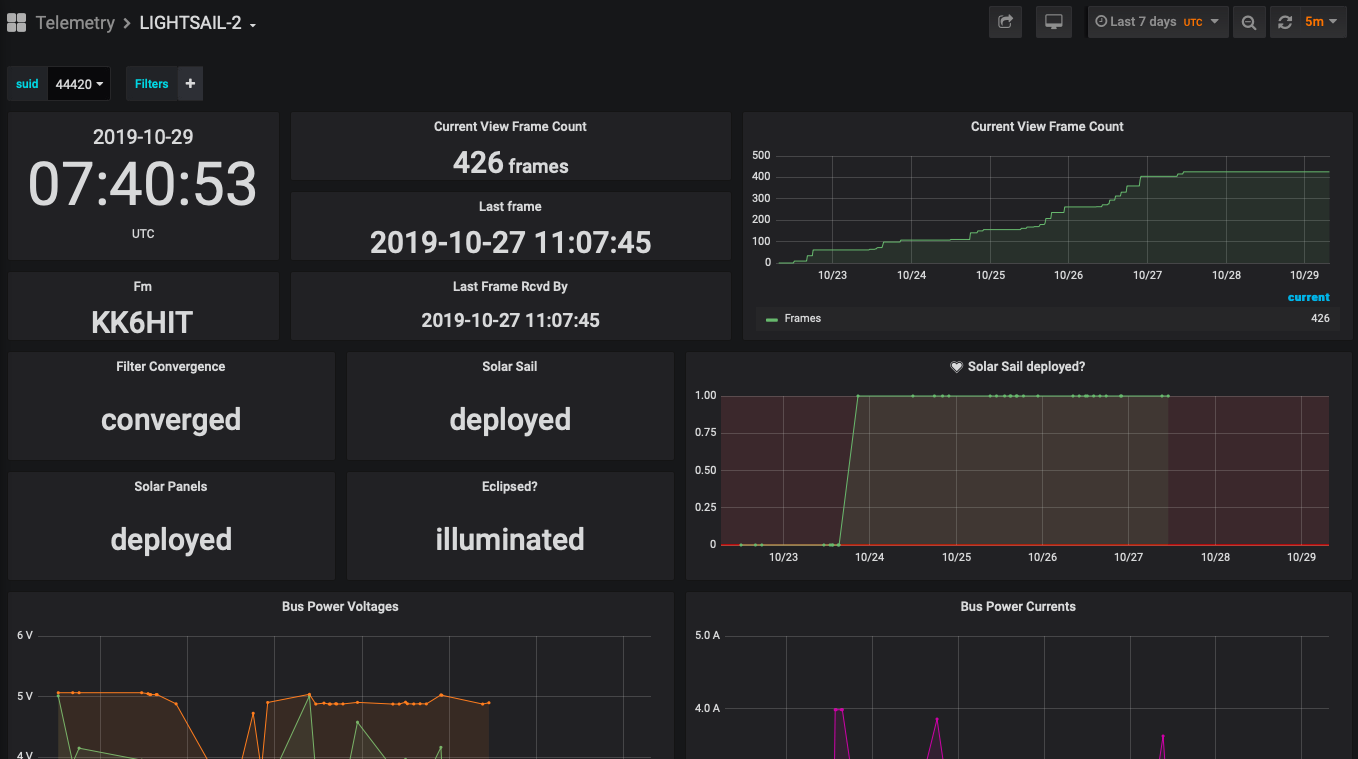 Telemetry > LIGHTSAIL-2
Last 7 days UTC
5m
suid 44420
Filters +
2019-10-29
07:40:53
UTC
Current View Frame Count
426 frames
Last frame
2019-10-27 11:07:45
Fm
KK6HIT
Last Frame Rcvd By
2019-10-27 11:07:45
Current View Frame Count
500
400
300
200
100
0
10/23 10/24 10/25 10/26 10/27 10/28 10/29
current
Frames 426
Filter Convergence
converged
Solar Sail
deployed
Solar Panels
deployed
Eclipsed?
illuminated
Solar Sail deployed?
1.00
0.75
0.50
0.25
0
10/23 10/24 10/25 10/26 10/27 10/28 10/29
Bus Power Voltages
6 V
5 V
4 V
Bus Power Currents
5.0 A
4.0 A